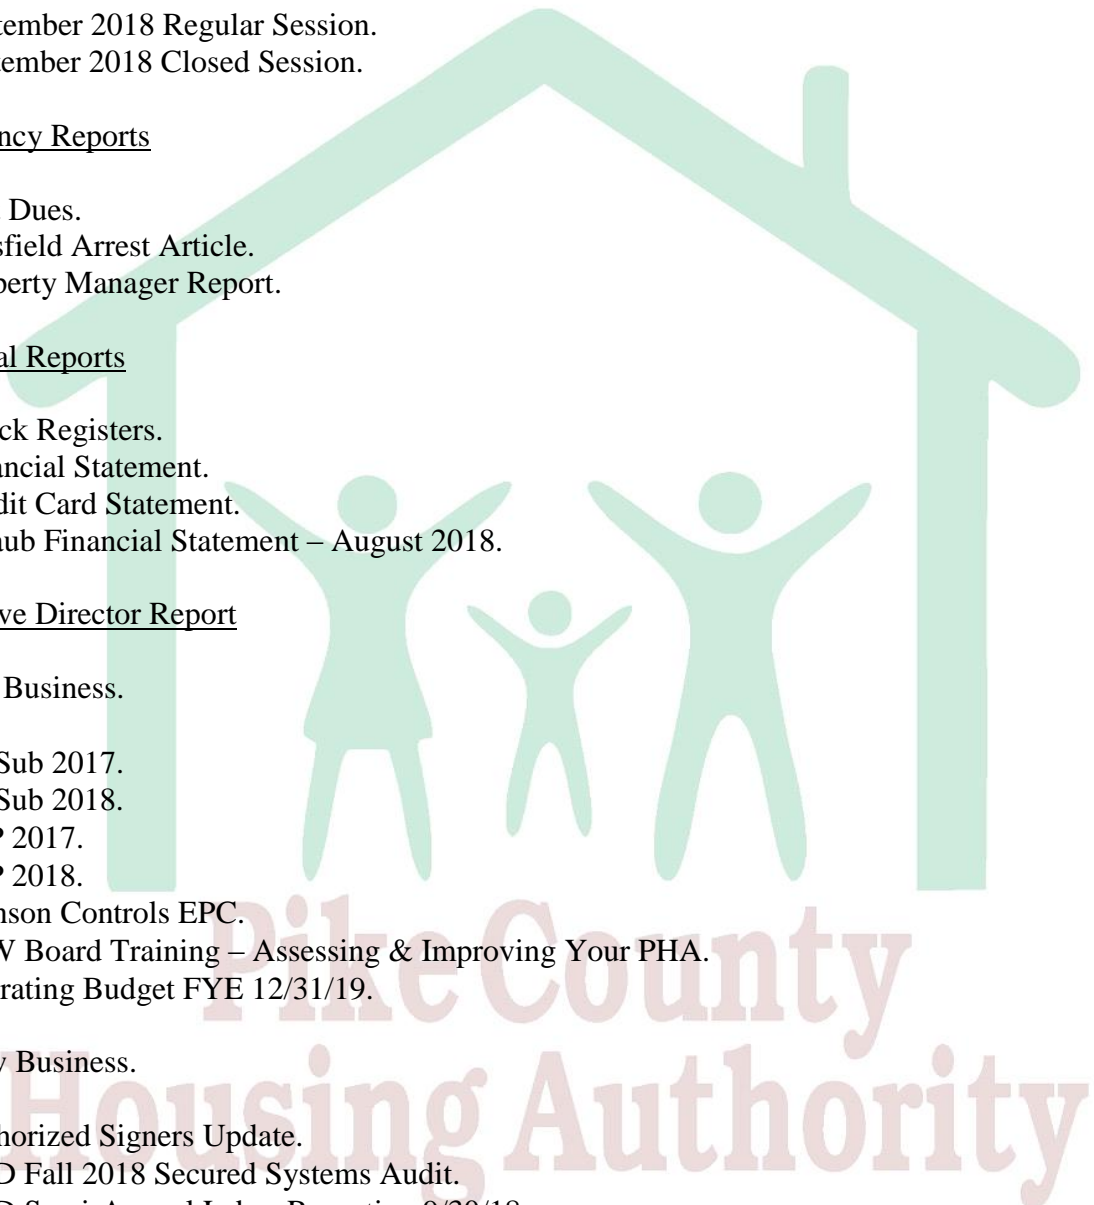 tember 2018 Regular Session.
tember 2018 Closed Session.
ncy Reports
Dues.
sfield Arrest Article.
perty Manager Report.
al Reports
ck Registers.
ancial Statement.
dit Card Statement.
aub Financial Statement – August 2018.
ve Director Report
Business.
Sub 2017.
Sub 2018.
P 2017.
P 2018.
nson Controls EPC.
W Board Training – Assessing & Improving Your PHA.
rating Budget FYE 12/31/19.
Pike County
Business.
Housing Authority
horized Signers Update.
D Fall 2018 Secured Systems Audit.